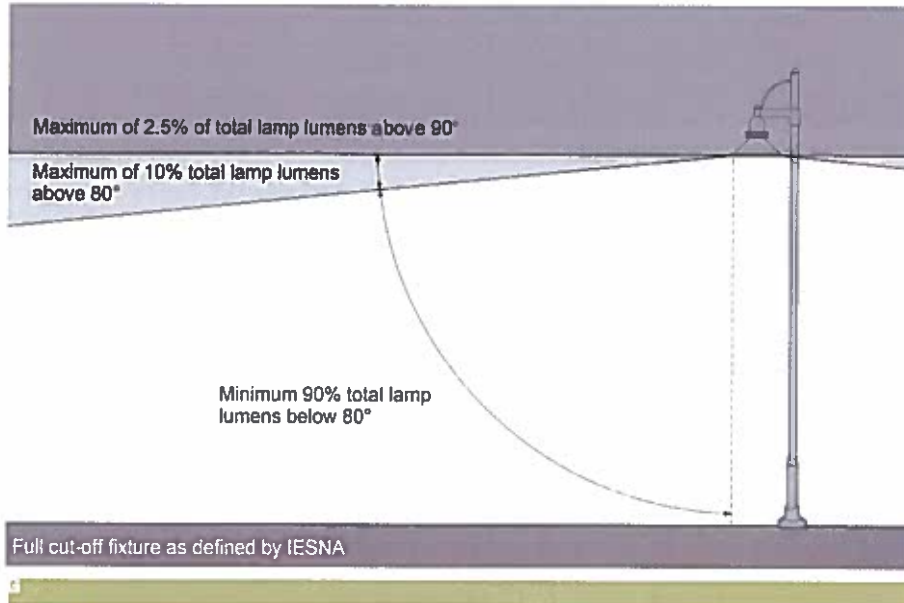 Maximum of 2.5% of total lamp lumens above 90°
Maximum of 10% total lamp lumens
above 80°
Minimum 90% total lamp
lumens below 80°
Full cut-off fixture as defined by IESNA